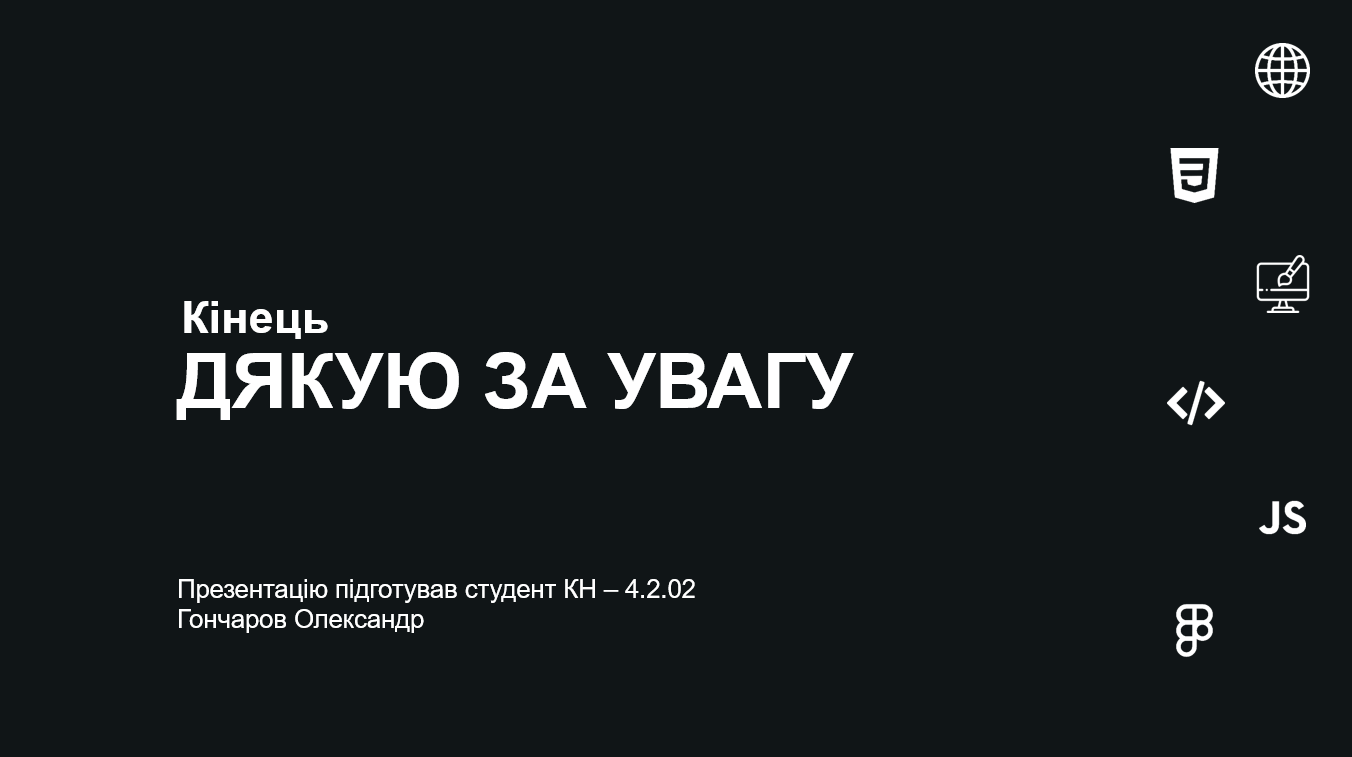 Кінець
ДЯКУЮ ЗА УВАГУ
</>
JS
Презентацію підготував студент КН – 4.2.02
Гончаров Олександр